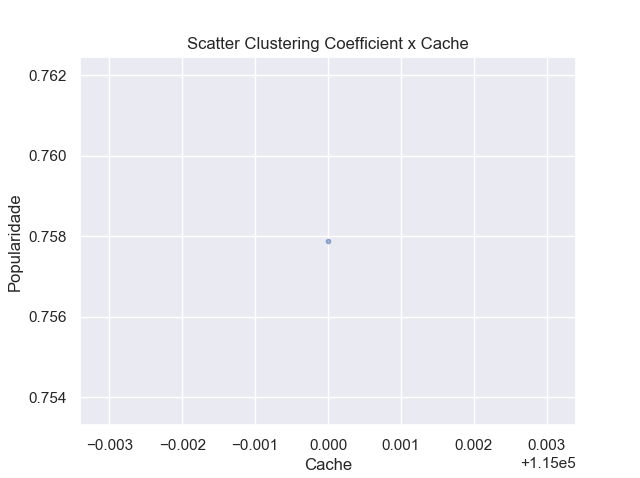 Scatter Clustering Coefficient x Cache
0.762
0.760
0.758
0.756
0.754
Popularidade
−0.003 −0.002 −0.001 0.000 0.001 0.002 0.003
Cache
+1.15e5